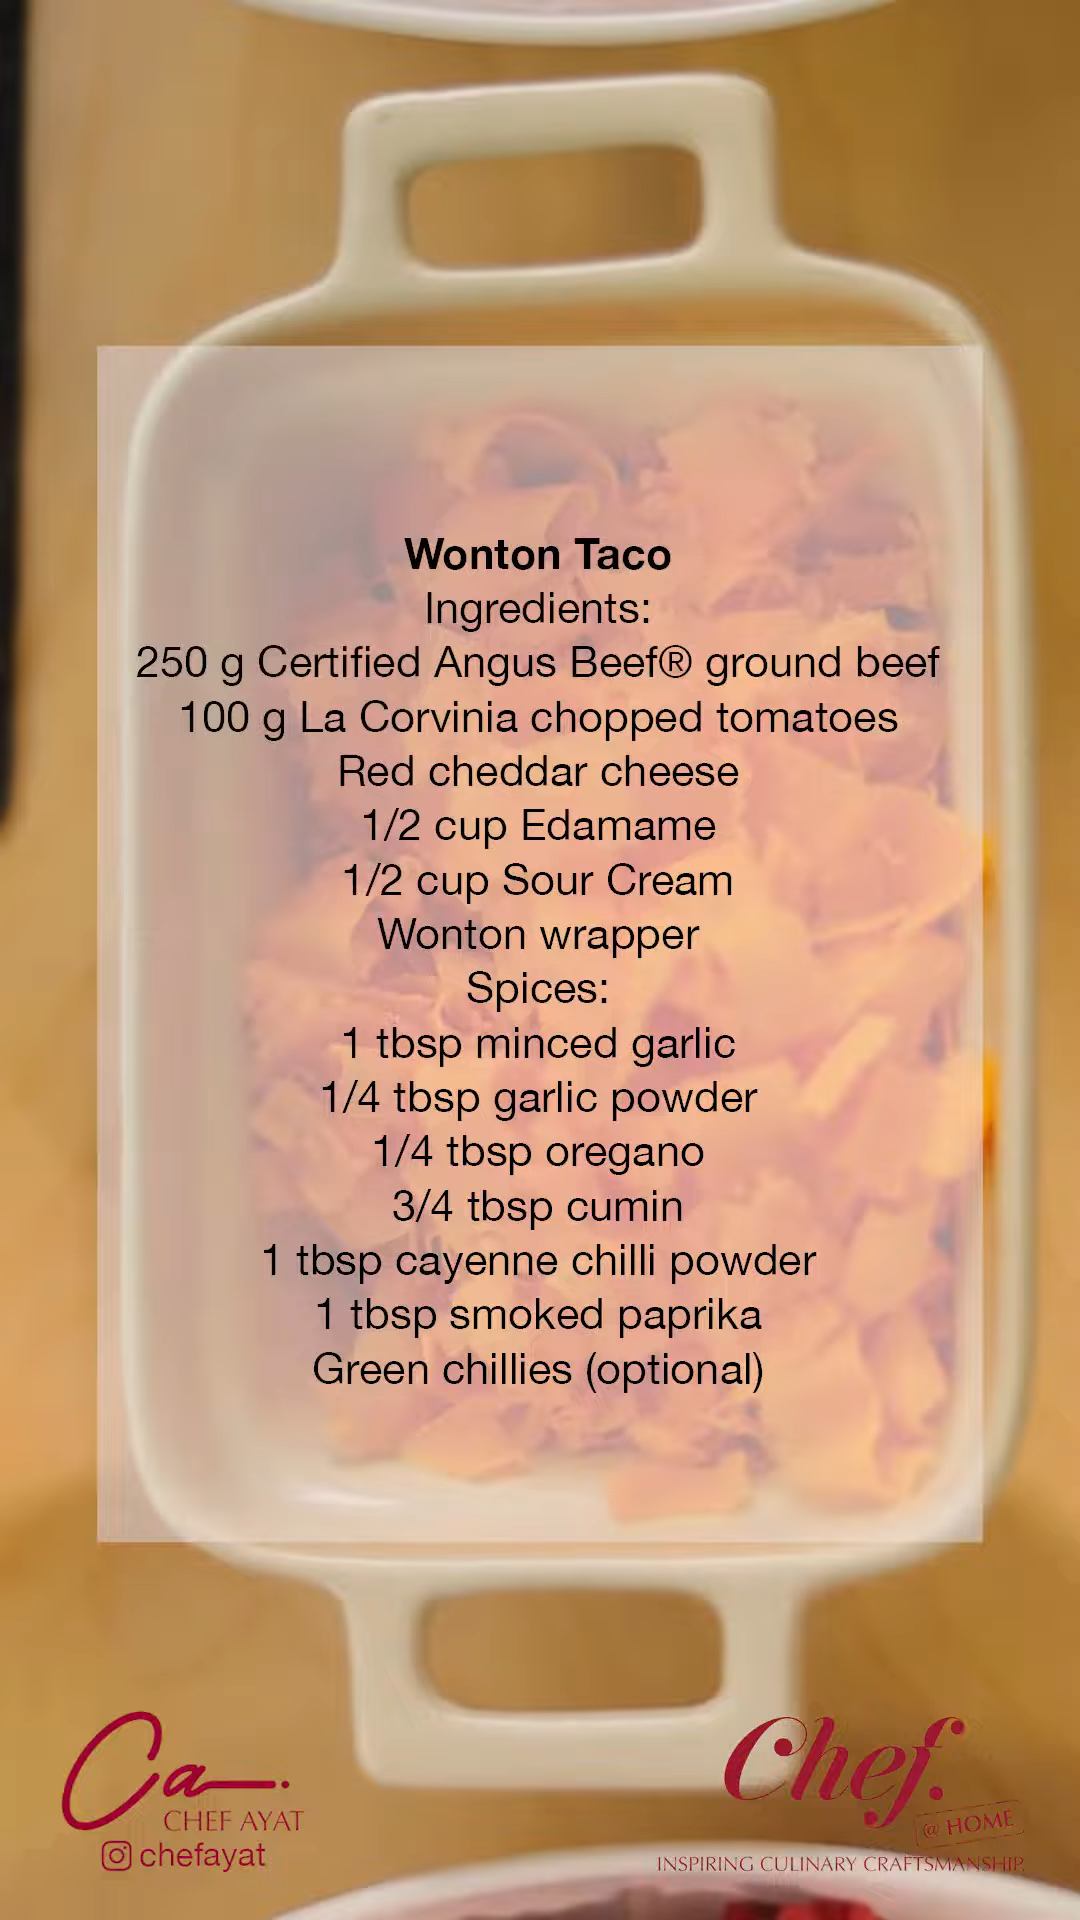 Wonton Taco
Ingredients:
250 g Certified Angus Beef® ground beef
100 g La Corvinia chopped tomatoes
Red cheddar cheese
1/2 cup Edamame
1/2 cup Sour Cream
Wonton wrapper
Spices:
1 tbsp minced garlic
1/4 tbsp garlic powder
1/4 tbsp oregano
3/4 tbsp cumin
1 tbsp cayenne chilli powder
1 tbsp smoked paprika
Green chillies (optional)
Ca.
CHEF AYAT
chefayat
Chef.
@ HOME
INSPIRING CULINARY CRAFTSMANSHIP.